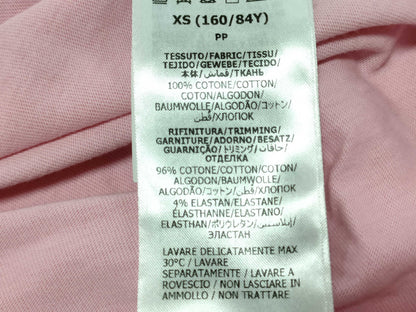 XS (160/84Y)
PP
TESSUTO/FABRIC/TISSU/
TEJIDO/GEWEBE/TECIDO/
本体/قماش/ТКАНЬ
100% COTONE/COTTON/
COTON/ALGODON/
BAUMWOLLE/ALGODÃO/コットン/
قُطن/ХЛОПОК
RIFINITURA/TRIMMING/
GARNITURE/ADORNO/BESATZ/
GUARNIÇÃO/トリミング/حافات/
ОТДЕЛКА
96% COTONE/COTTON/COTON/
ALGODON/BAUMWOLLE/
ALGODÃO/コットン/قُطن/ХЛОПОК
4% ELASTAN/ELASTANE/
ÉLASTHANNE/ELASTANO/
ELASTHAN/ポリウレタン/إيلاستين/
ЭЛАСТАН
LAVARE DELICATAMENTE MAX
30°C / LAVARE
SEPARATAMENTE / LAVARE A
ROVESCIO / NON LASCIARE IN
AMMOLLO / NON TRATTARE